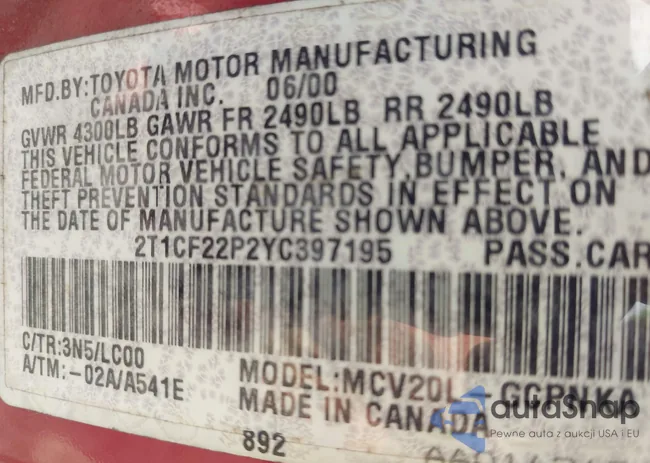 MFD.BY:TOYOTA MOTOR MANUFACTURING
CANADA INC. 06/00
GVWR 4300LB GAWR FR 2490LB RR 2490LB
THIS VEHICLE CONFORMS TO ALL APPLICABLE
FEDERAL MOTOR VEHICLE SAFETY,BUMPER, AND
THEFT PREVENTION STANDARDS IN EFFECT ON
THE DATE OF MANUFACTURE SHOWN ABOVE.
2T1CF22P2YC397195 PASS.CAR
C/TR:3N5/LC00
A/TM:-02A/A541E
MODEL:MCV20L-GGPNKA
MADE IN CANADA
892
autaSnap
Pewne auta z aukcji USA i EU